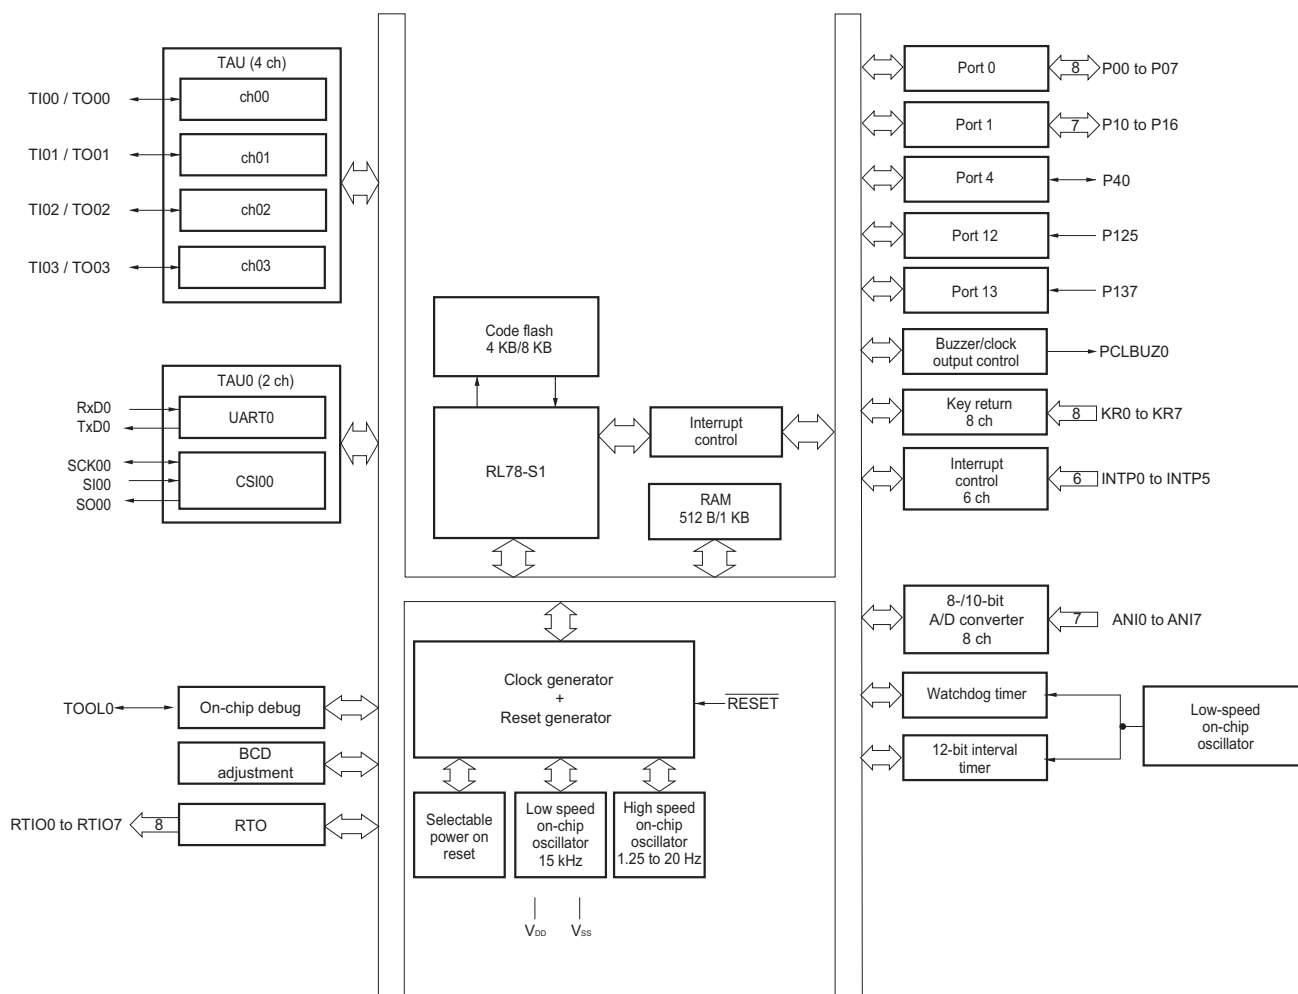 TAU (4 ch)
TI00 / TO00
ch00
TI01 / TO01
ch01
TI02 / TO02
ch02
TI03 / TO03
ch03
TAU0 (2 ch)
RxD0
TxD0
UART0
SCK00
SI00
SO00
CSI00
TOOL0
On-chip debug
BCD
adjustment
RTIO0 to RTIO7
8
RTO
Code flash
4 KB/8 KB
RL78-S1
Interrupt
control
RAM
512 B/1 KB
Clock generator
+
Reset generator
RESET
Selectable
power on
reset
Low speed
on-chip
oscillator
15 kHz
High speed
on-chip
oscillator
1.25 to 20 Hz
VDD
VSS
Port 0
8
P00 to P07
Port 1
7
P10 to P16
Port 4
P40
Port 12
P125
Port 13
P137
Buzzer/clock
output control
PCLBUZ0
Key return
8 ch
8
KR0 to KR7
Interrupt
control
6 ch
6
INTP0 to INTP5
8-/10-bit
A/D converter
8 ch
7
ANI0 to ANI7
Watchdog timer
12-bit interval
timer
Low-speed
on-chip
oscillator